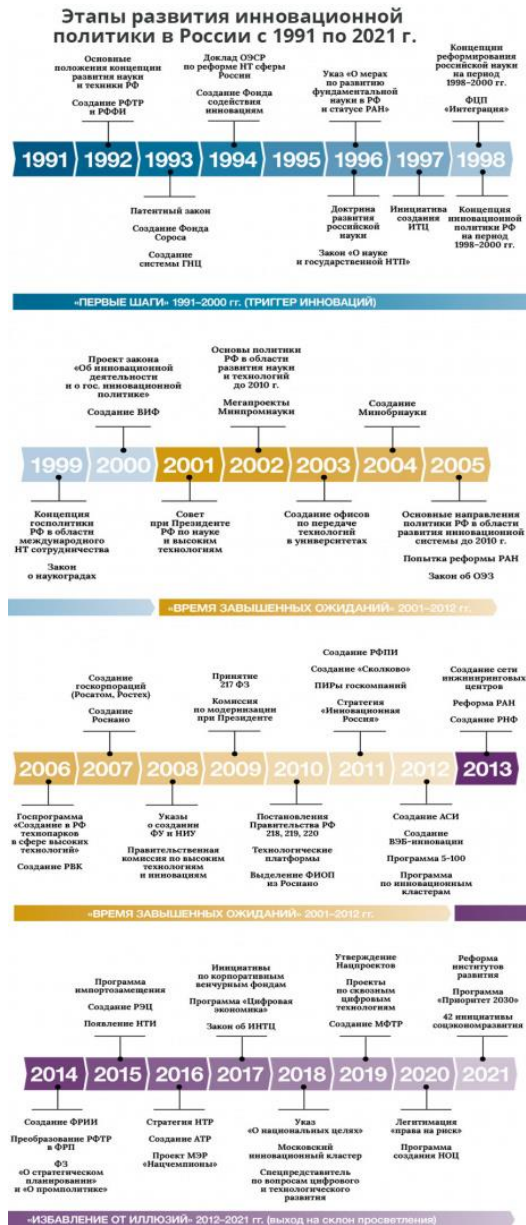 Этапы развития инновационной
политики в России с 1991 по 2021 г.
Основные
положения концепции
развития науки
и техники РФ
Создание РФТР
и РФФИ
Доклад ОЭСР
по реформе НТ сферы
России
Создание Фонда
содействия
инновациям
Указ «О мерах
по развитию
фундаментальной
науки в РФ
и статусе РАН»
Концепции
реформирования
российской науки
на период
1998–2000 гг.
ФЦП
«Интеграция»
1991 1992 1993 1994 1995 1996 1997 1998
Патентный закон
Создание Фонда
Сороса
Создание
системы ГНЦ
Доктрина
развития
российской
науки
Закон «О науке
и государственной НТП»
Инициатива
создания
ИТЦ
Концепция
инновационной
политики РФ
на период
1998–2000 гг.
«ПЕРВЫЕ ШАГИ» 1991–2000 гг. (ТРИГГЕР ИННОВАЦИЙ)
Проект закона
«Об инновационной
деятельности
и о гос. инновационной
политике»
Создание ВИФ
Основы политики
РФ в области
развития науки
и технологий
до 2010 г.
Мегапроекты
Минпромнауки
Создание
Минобрнауки
1999 2000 2001 2002 2003 2004 2005
Концепция
госполитики
РФ в области
международного
НТ сотрудничества
Закон
о наукоградах
Совет
при Президенте
РФ по науке
и высоким
технологиям
Создание офисов
по передаче
технологий
в университетах
Основные направления
политики РФ в области
развития инновационной
системы до 2010 г.
Попытка реформы РАН
Закон об ОЭЗ
«ВРЕМЯ ЗАВЫШЕННЫХ ОЖИДАНИЙ» 2001–2012 гг.
Создание
госкорпораций
(Росатом, Ростех)
Создание
Роснано
Принятие
217 ФЗ
Комиссия
по модернизации
при Президенте
Создание РФПИ
Создание «Сколково»
ПИРы госкомпаний
Стратегия
«Инновационная
Россия»
Создание сети
инжиниринговых
центров
Реформа РАН
Создание РНФ
2006 2007 2008 2009 2010 2011 2012 2013
Госпрограмма
«Создание в РФ
технопарков
в сфере высоких
технологий»
Создание РВК
Указы
о создании
ФУ и НИУ
Правительственная
комиссия по высоким
технологиям
и инновациям
Постановления
Правительства РФ
218, 219, 220
Технологические
платформы
Выделение ФИОП
из Роснано
Создание АСИ
Создание
ВЭБ-инновации
Программа 5-100
Программа
по инновационным
кластерам
«ВРЕМЯ ЗАВЫШЕННЫХ ОЖИДАНИЙ» 2001–2012 гг.
Программа
импортозамещения
Создание РЭЦ
Появление НТИ
Инициативы
по корпоративным
венчурным фондам
Программа «Цифровая
экономика»
Закон об ИНТЦ
Утверждение
Нацпроектов
Проекты
по сквозным
цифровым
технологиям
Создание МФТР
Реформа
институтов
развития
Программа
«Приоритет 2030»
42 инициативы
соцэкономразвития
2014 2015 2016 2017 2018 2019 2020 2021
Создание ФРИИ
Преобразование РФТР
в ФРП
ФЗ
«О стратегическом
планировании»
и «О промполитике»
Стратегия НТР
Создание АТР
Проект МЭР
«Нацчемпионы»
Указ
«О национальных целях»
Московский
инновационный кластер
Спецпредставитель
по вопросам цифрового
и технологического
развития
Легитимация
«права на риск»
Программа
создания НОЦ
«ИЗБАВЛЕНИЕ ОТ ИЛЛЮЗИЙ» 2012–2021 гг. (выход на склон просветления)